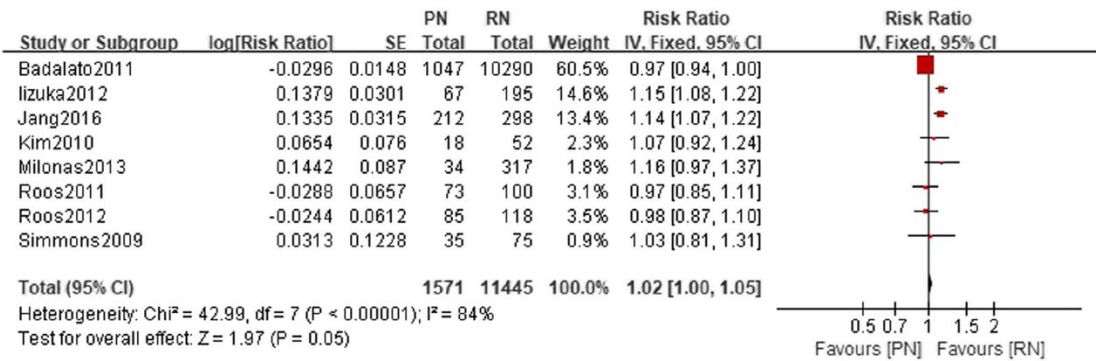 PN RN Risk Ratio Risk Ratio
Study or Subgroup log[Risk Ratio] SE Total Total Weight IV, Fixed, 95% CI IV, Fixed, 95% CI
Badalato2011 -0.0296 0.0148 1047 10290 60.5% 0.97 [0.94, 1.00]
Iizuka2012 0.1379 0.0301 67 195 14.6% 1.15 [1.08, 1.22]
Jang2016 0.1335 0.0315 212 298 13.4% 1.14 [1.07, 1.22]
Kim2010 0.0654 0.076 18 52 2.3% 1.07 [0.92, 1.24]
Milonas2013 0.1442 0.087 34 317 1.8% 1.16 [0.97, 1.37]
Roos2011 -0.0288 0.0657 73 100 3.1% 0.97 [0.85, 1.11]
Roos2012 -0.0244 0.0612 85 118 3.5% 0.98 [0.87, 1.10]
Simmons2009 0.0313 0.1228 35 75 0.9% 1.03 [0.81, 1.31]
Total (95% CI) 1571 11445 100.0% 1.02 [1.00, 1.05]
Heterogeneity: Chi² = 42.99, df = 7 (P < 0.00001); I² = 84%
Test for overall effect: Z = 1.97 (P = 0.05)
0.5 0.7 1 1.5 2
Favours [PN] Favours [RN]